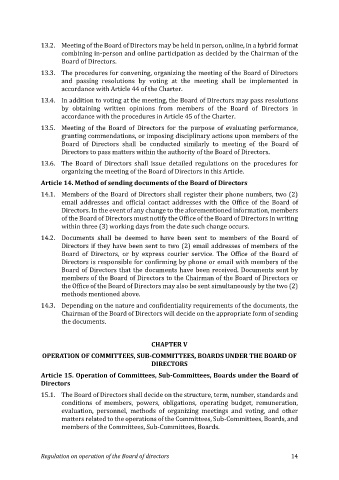 13.2. Meeting of the Board of Directors may be held in person, online, in a hybrid format
combining in-person and online participation as decided by the Chairman of the
Board of Directors.
13.3. The procedures for convening, organizing the meeting of the Board of Directors
and passing resolutions by voting at the meeting shall be implemented in
accordance with Article 44 of the Charter.
13.4. In addition to voting at the meeting, the Board of Directors may pass resolutions
by obtaining written opinions from members of the Board of Directors in
accordance with the procedures in Article 45 of the Charter.
13.5. Meeting of the Board of Directors for the purpose of evaluating performance,
granting commendations, or imposing disciplinary actions upon members of the
Board of Directors shall be conducted similarly to meeting of the Board of
Directors to pass matters within the authority of the Board of Directors.
13.6. The Board of Directors shall issue detailed regulations on the procedures for
organizing the meeting of the Board of Directors in this Article.
Article 14. Method of sending documents of the Board of Directors
14.1. Members of the Board of Directors shall register their phone numbers, two (2)
email addresses and official contact addresses with the Office of the Board of
Directors. In the event of any change to the aforementioned information, members
of the Board of Directors must notify the Office of the Board of Directors in writing
within three (3) working days from the date such change occurs.
14.2. Documents shall be deemed to have been sent to members of the Board of
Directors if they have been sent to two (2) email addresses of members of the
Board of Directors, or by express courier service. The Office of the Board of
Directors is responsible for confirming by phone or email with members of the
Board of Directors that the documents have been received. Documents sent by
members of the Board of Directors to the Chairman of the Board of Directors or
the Office of the Board of Directors may also be sent simultaneously by the two (2)
methods mentioned above.
14.3. Depending on the nature and confidentiality requirements of the documents, the
Chairman of the Board of Directors will decide on the appropriate form of sending
the documents.
CHAPTER V
OPERATION OF COMMITTEES, SUB-COMMITTEES, BOARDS UNDER THE BOARD OF
DIRECTORS
Article 15. Operation of Committees, Sub-Committees, Boards under the Board of
Directors
15.1. The Board of Directors shall decide on the structure, term, number, standards and
conditions of members, powers, obligations, operating budget, remuneration,
evaluation, personnel, methods of organizing meetings and voting, and other
matters related to the operations of the Committees, Sub-Committees, Boards, and
members of the Committees, Sub-Committees, Boards.
Regulation on operation of the Board of directors 14